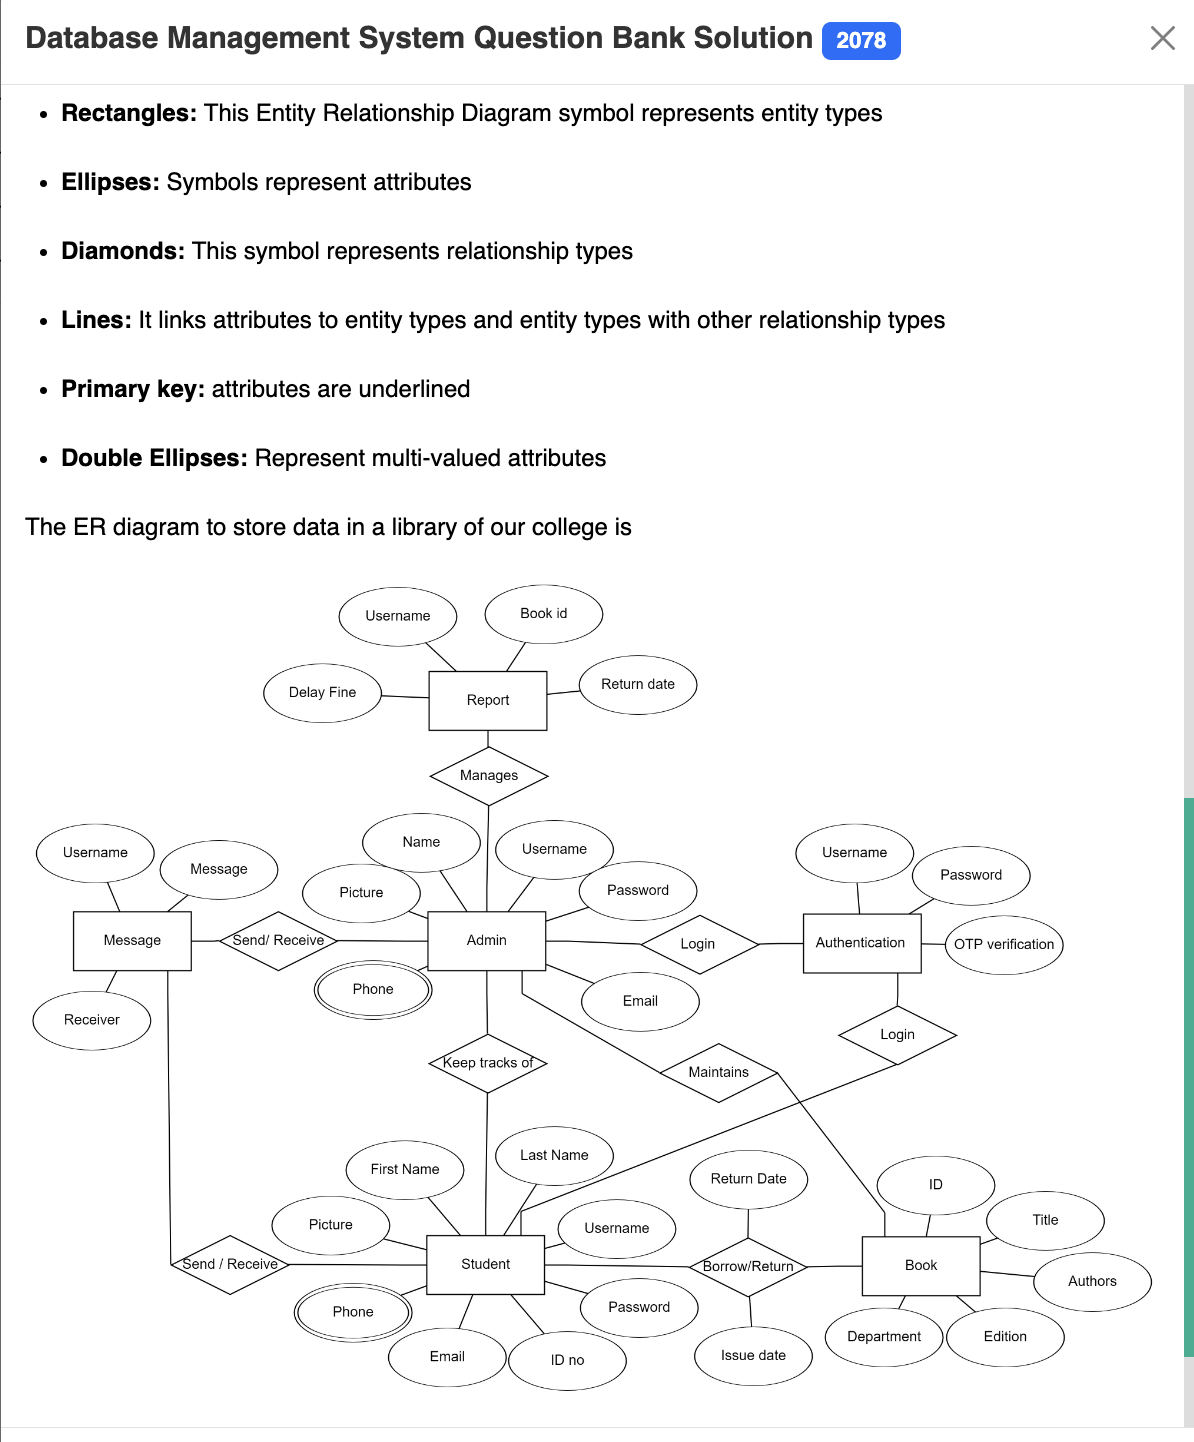 Database Management System Question Bank Solution 2078
• Rectangles: This Entity Relationship Diagram symbol represents entity types
• Ellipses: Symbols represent attributes
• Diamonds: This symbol represents relationship types
• Lines: It links attributes to entity types and entity types with other relationship types
• Primary key: attributes are underlined
• Double Ellipses: Represent multi-valued attributes
The ER diagram to store data in a library of our college is
Username
Book id
Delay Fine
Report
Return date
Manages
Username
Message
Name
Username
Picture
Password
Username
Password
Message
Send/ Receive
Admin
Login
Authentication
OTP verification
Receiver
Phone
Email
Login
Keep tracks of
Maintains
First Name
Last Name
Return Date
ID
Picture
Username
Title
Send / Receive
Student
Borrow/Return
Book
Authors
Phone
Password
Department
Edition
Email
ID no
Issue date